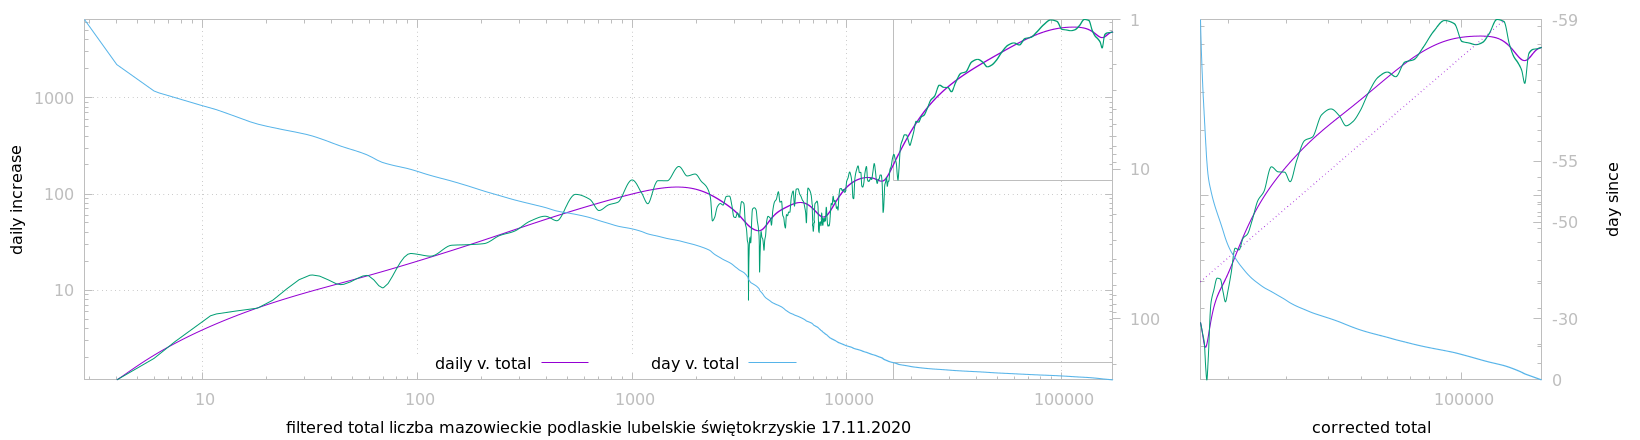 daily increase
1000
100
10
daily v. total
day v. total
10
100
1000
10000
100000
filtered total liczba mazowieckie podlaskie lubelskie świętokrzyskie 17.11.2020
1
10
100
-59
-55
-50
-30
0
day since
100000
corrected total